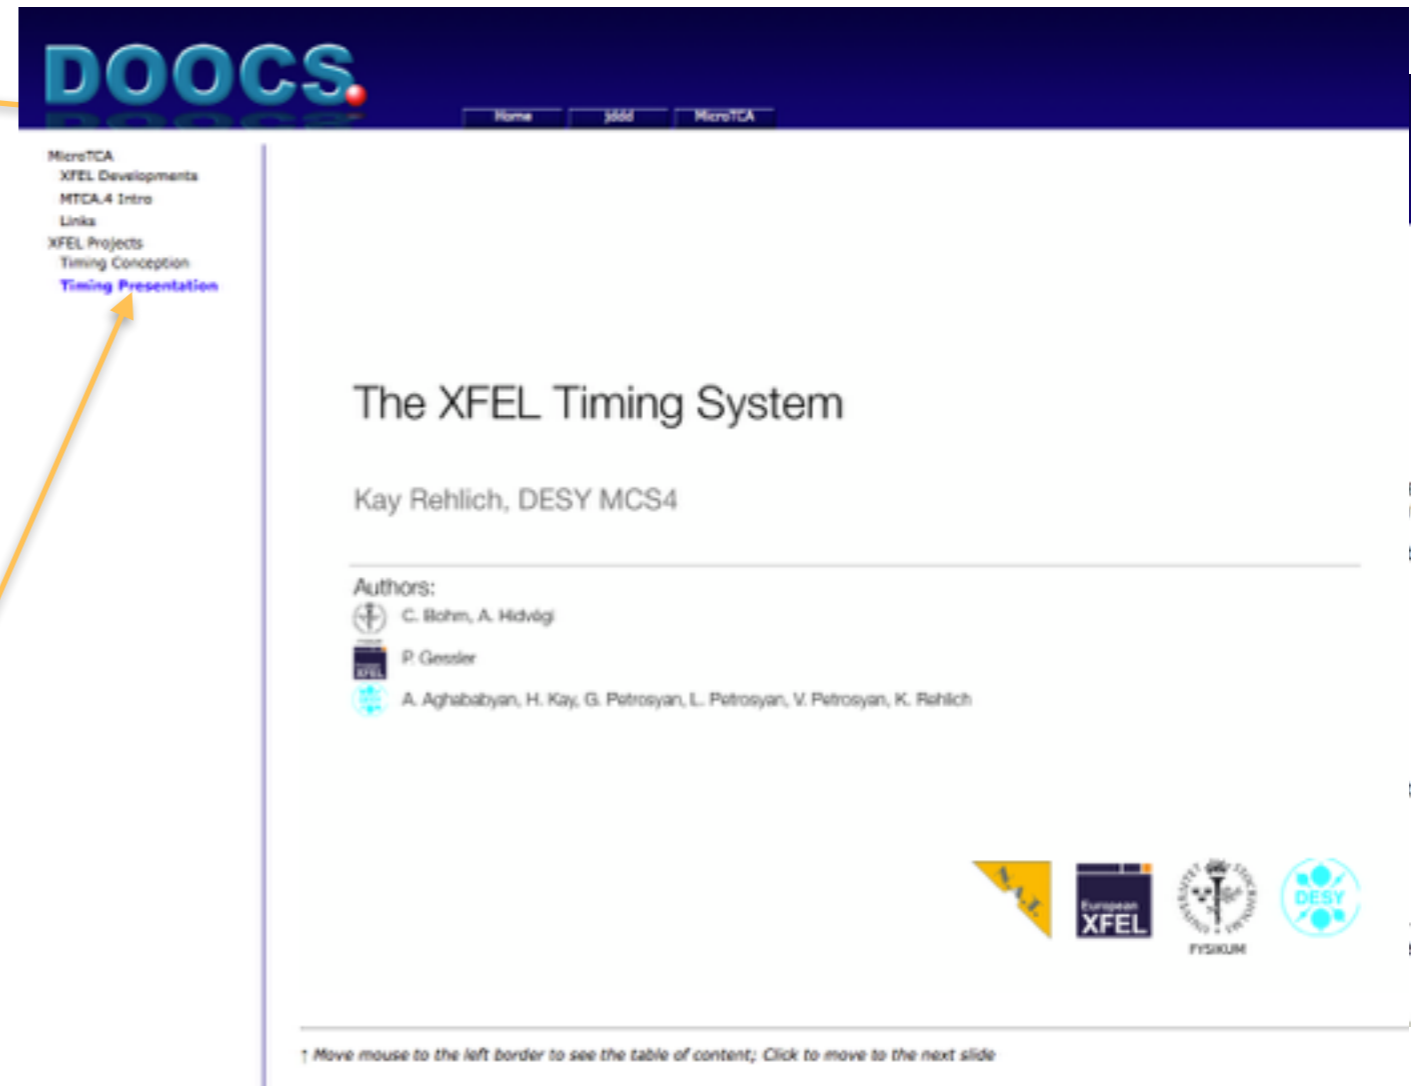 DOOCS
Home jddd MicroTCA
MicroTCA
XFEL Developments
MTCA.4 Intro
Links
XFEL Projects
Timing Conception
Timing Presentation
The XFEL Timing System
Kay Rehlich, DESY MCS4
Authors:
C. Bohm, A. Hidvégi
P. Gessler
A. Aghababyan, H. Kay, G. Petrosyan, L. Petrosyan, V. Petrosyan, K. Rehlich
N.A.T.
European
XFEL
FYSIKUM
DESY
↑ Move mouse to the left border to see the table of content; Click to move to the next slide